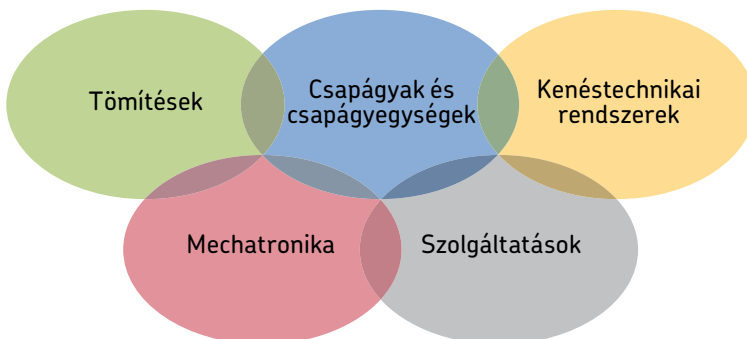 Tömítések
Csapágyak és
csapágyegységek
Kenéstechnikai
rendszerek
Mechatronika
Szolgáltatások